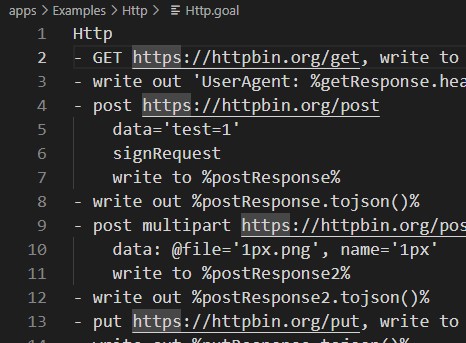 apps > Examples > Http > Http.goal
1 Http
2 - GET https://httpbin.org/get, write to
3 - write out 'UserAgent: %getResponse.hea
4 - post https://httpbin.org/post
5 data='test=1'
6 signRequest
7 write to %postResponse%
8 - write out %postResponse.tojson()%
9 - post multipart https://httpbin.org/pos
10 data: @file='1px.png', name='1px'
11 write to %postResponse2%
12 - write out %postResponse2.tojson()%
13 - put https://httpbin.org/put, write to